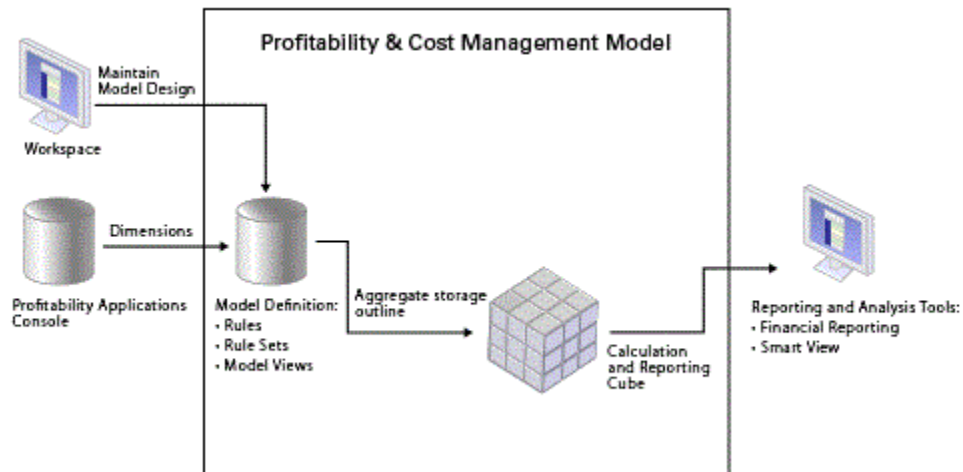 Profitability & Cost Management Model
Maintain
Model Design
Workspace
Dimensions
Profitability Applications
Console
Model Definition:
• Rules
• Rule Sets
• Model Views
Aggregate storage
outline
Calculation
and Reporting
Cube
Reporting and Analysis Tools:
• Financial Reporting
• Smart View